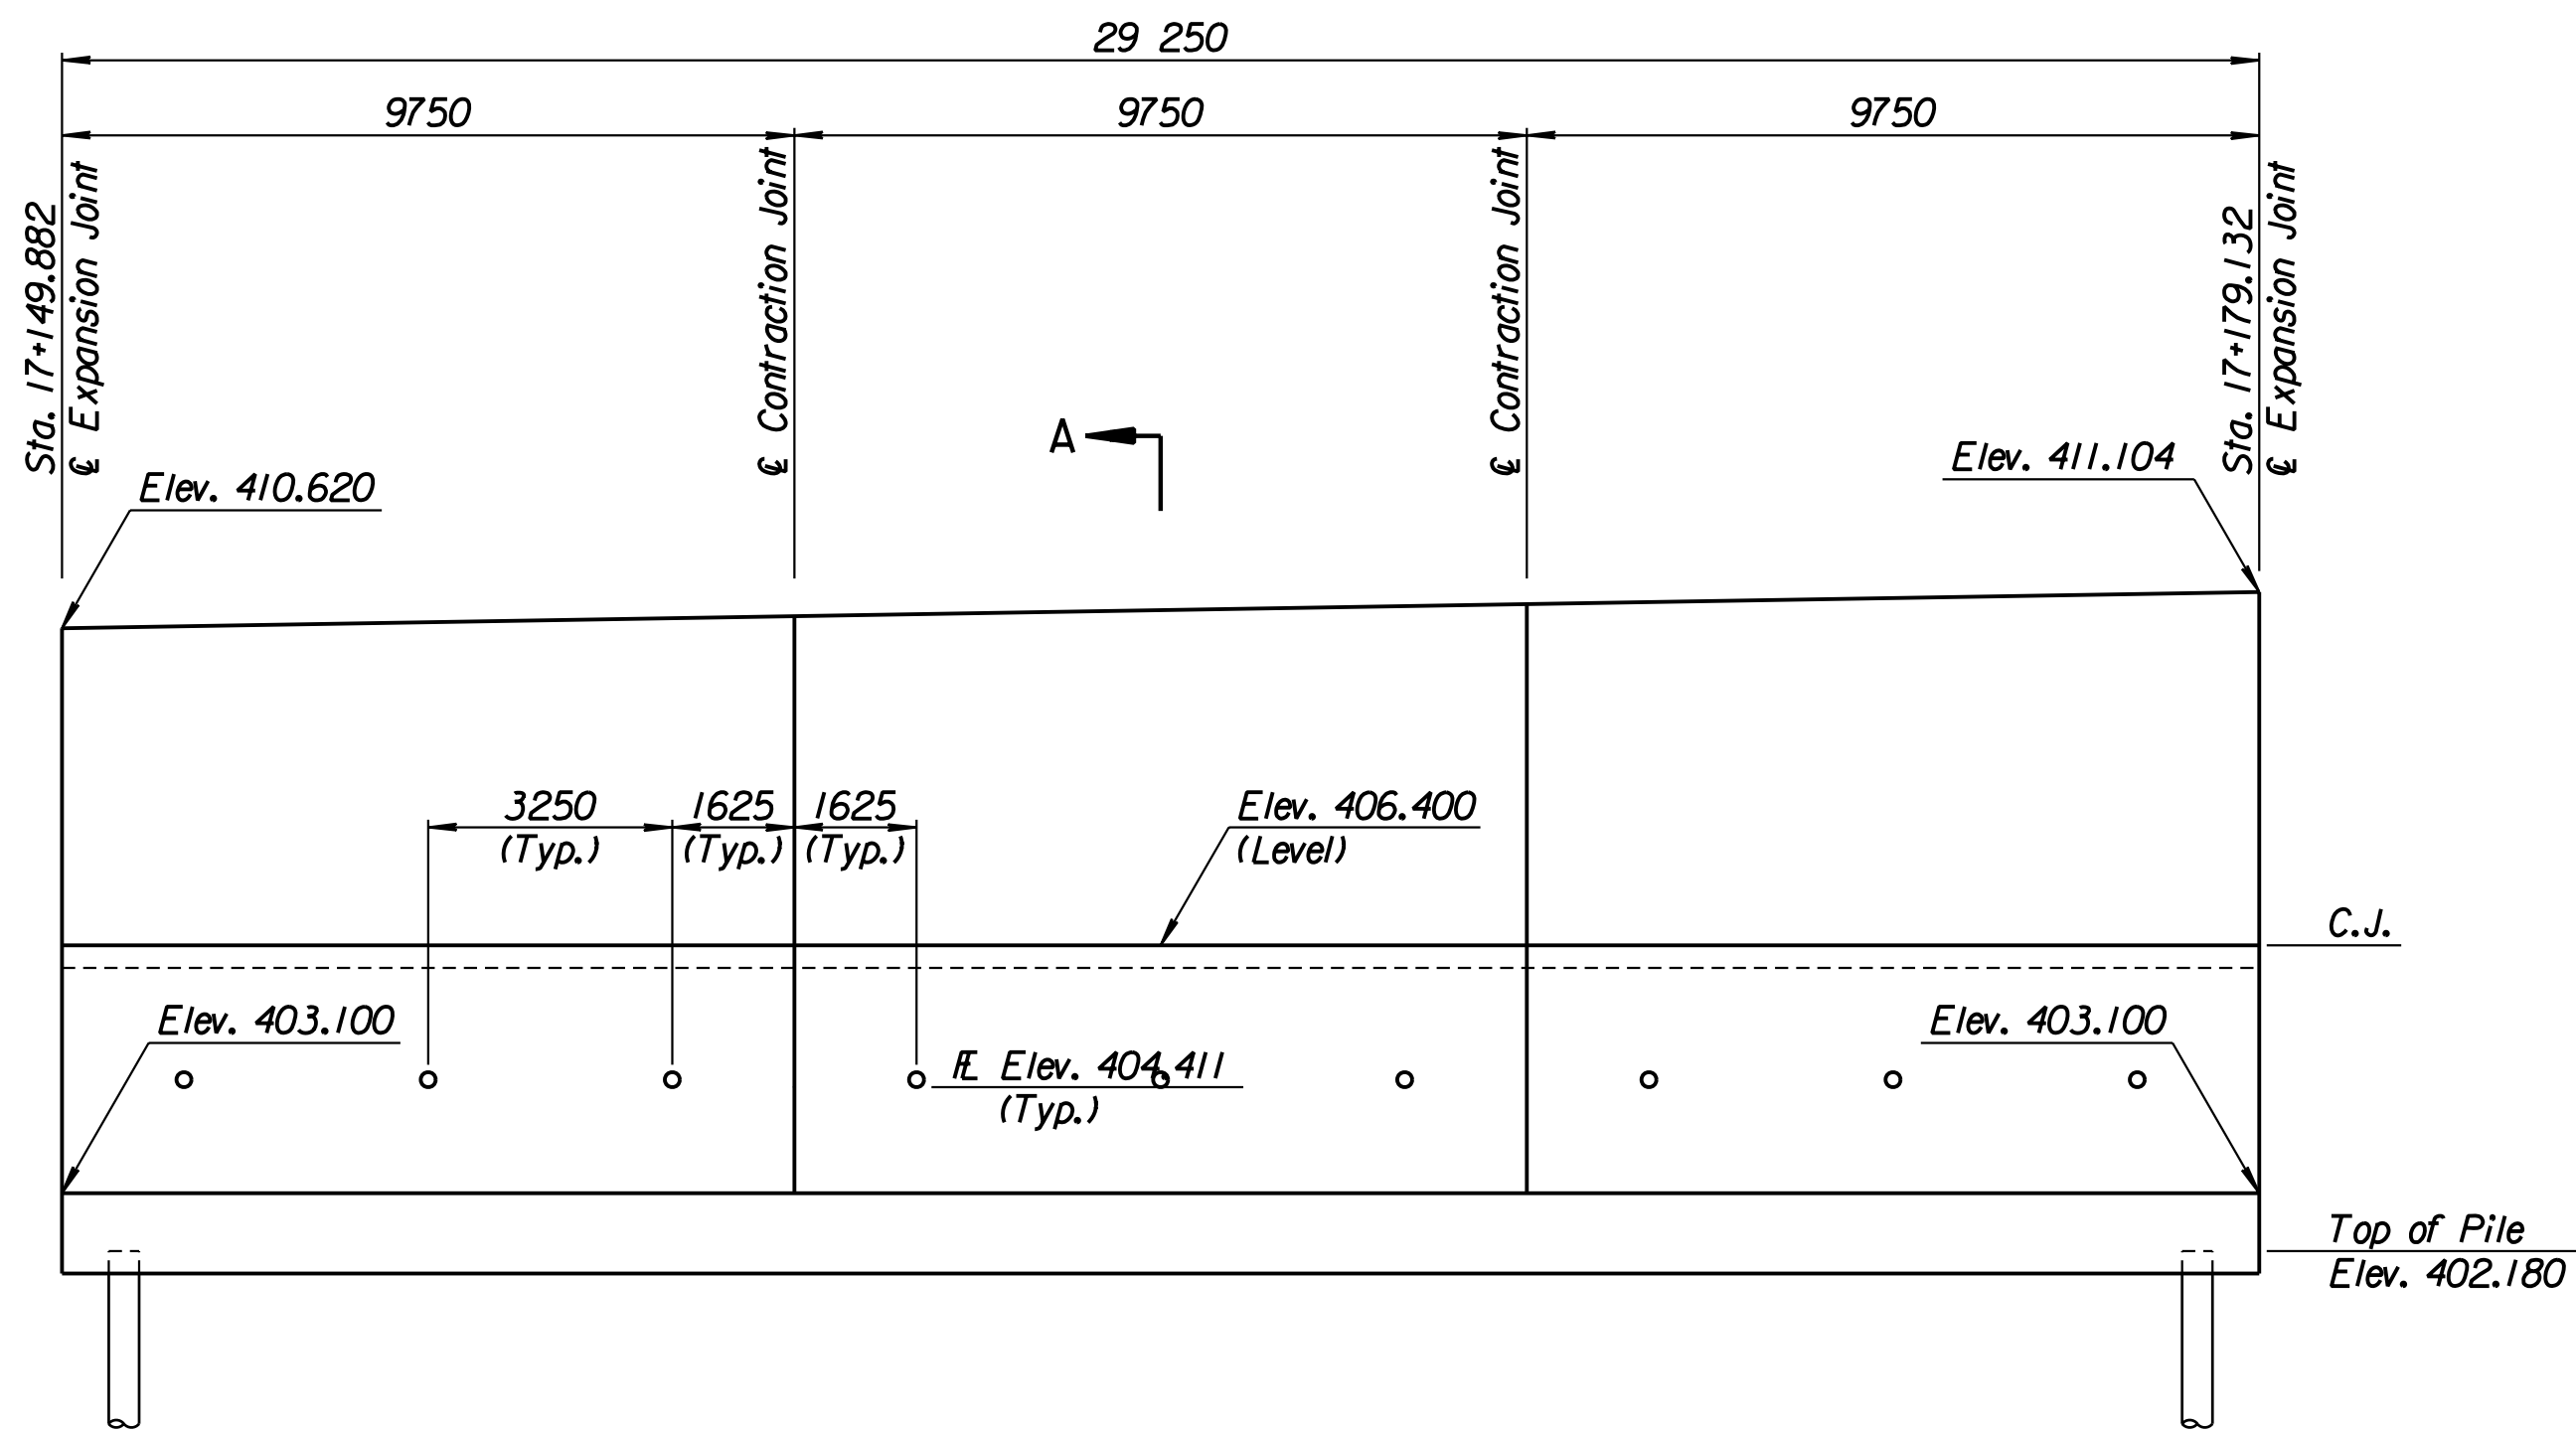 29 250
9750
9750
9750
Sta. 17+149.882
℄ Expansion Joint
℄ Contraction Joint
℄ Contraction Joint
Sta. 17+179.132
℄ Expansion Joint
A
Elev. 411.104
Elev. 410.620
3250
(Typ.)
1625
(Typ.)
1625
(Typ.)
Elev. 406.400
(Level)
C.J.
Elev. 403.100
Elev. 403.100
Elev. 404.411
(Typ.)
Top of Pile
Elev. 402.180